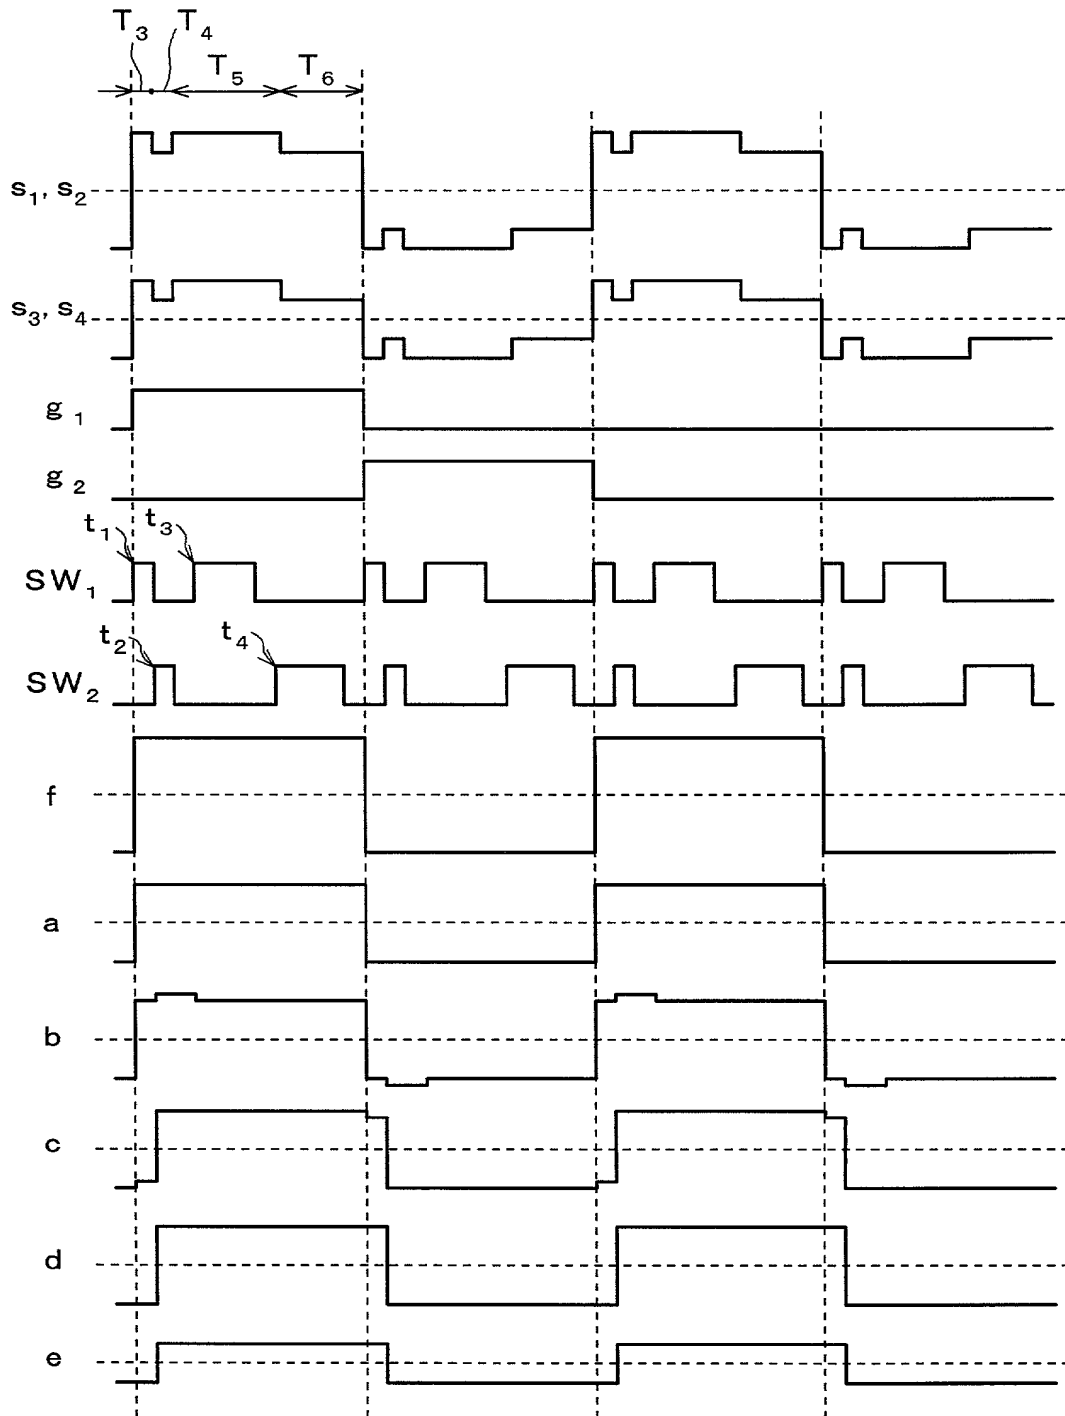 T₃ T₄
T₅ T₆
s₁, s₂
s₃, s₄
g₁
g₂
t₁ t₃
SW₁
t₂ t₄
SW₂
f
a
b
c
d
e